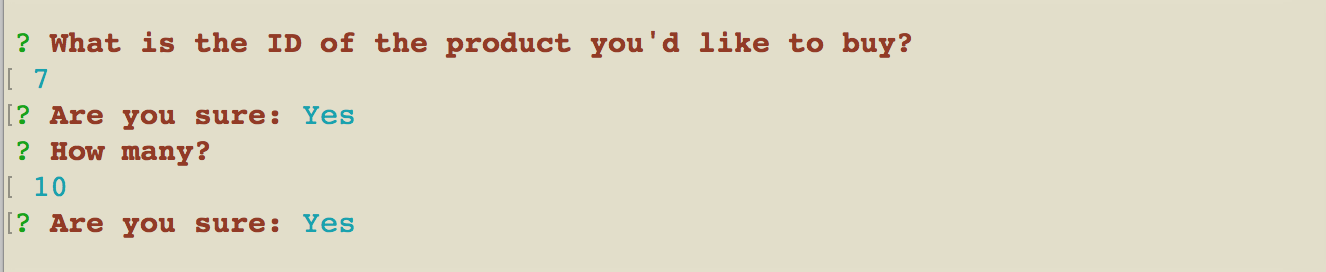 ? What is the ID of the product you'd like to buy?
[ 7
[? Are you sure: Yes
? How many?
[ 10
[? Are you sure: Yes